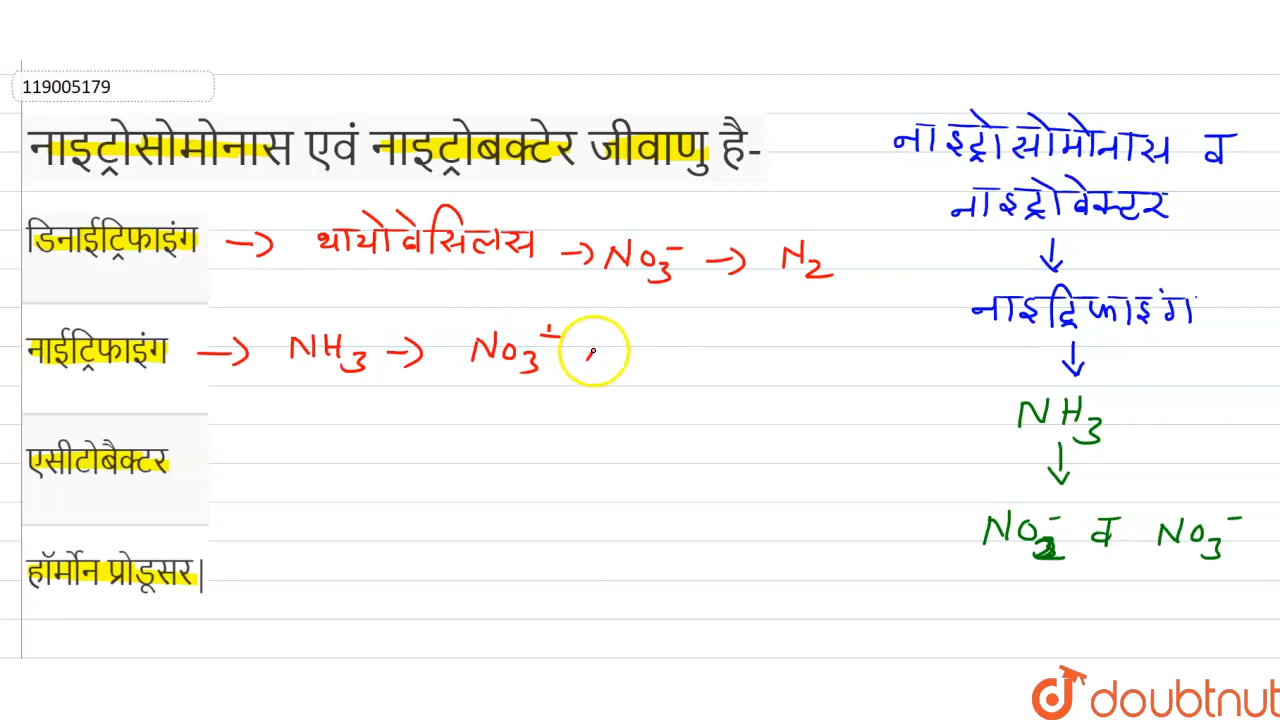 119005179
नाइट्रोसोमोनास एवं नाइट्रोबक्टेर जीवाणु है-
डिनाईट्रिफाइंग → थायोबेसिलस → NO₃⁻ → N₂
नाईट्रिफाइंग → NH₃ → NO₃
एसीटोबैक्टर
हॉर्मोन प्रोडूसर|
नाइट्रोसोमोनास व
नाइट्रोबेक्टर
↓
नाइट्रिफाइंग
↓
NH₃
↓
NO₂⁻ व NO₃⁻
doubtnut